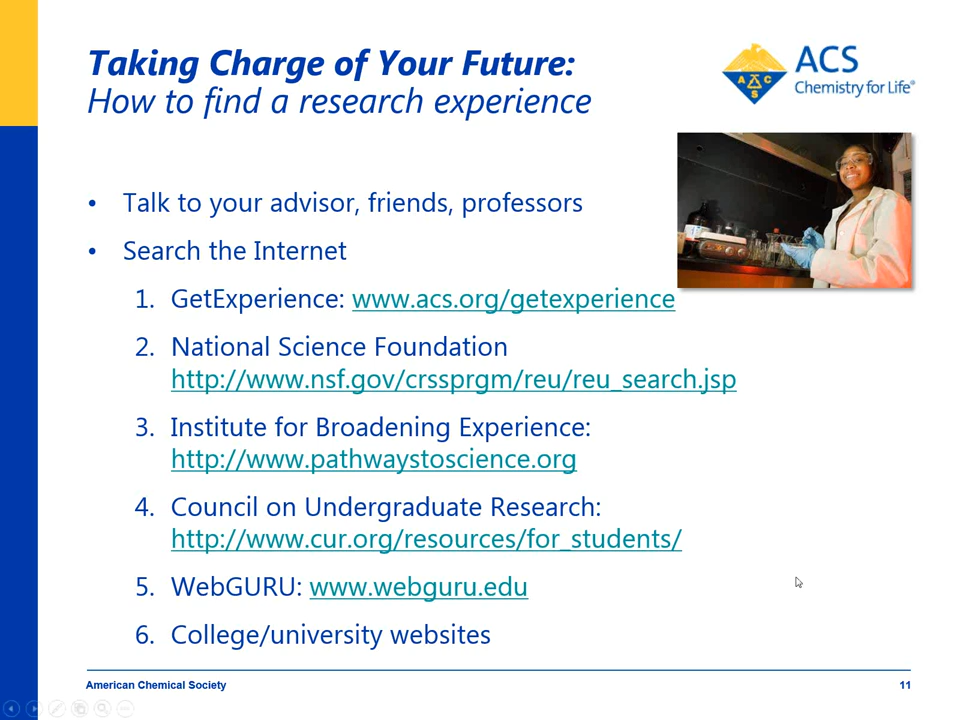 Taking Charge of Your Future:
How to find a research experience
ACS
Chemistry for Life®
A C C S
• Talk to your advisor, friends, professors
• Search the Internet
1. GetExperience: www.acs.org/getexperience
2. National Science Foundation
http://www.nsf.gov/crssprgm/reu/reu_search.jsp
3. Institute for Broadening Experience:
http://www.pathwaystoscience.org
4. Council on Undergraduate Research:
http://www.cur.org/resources/for_students/
5. WebGURU: www.webguru.edu
6. College/university websites
American Chemical Society
11